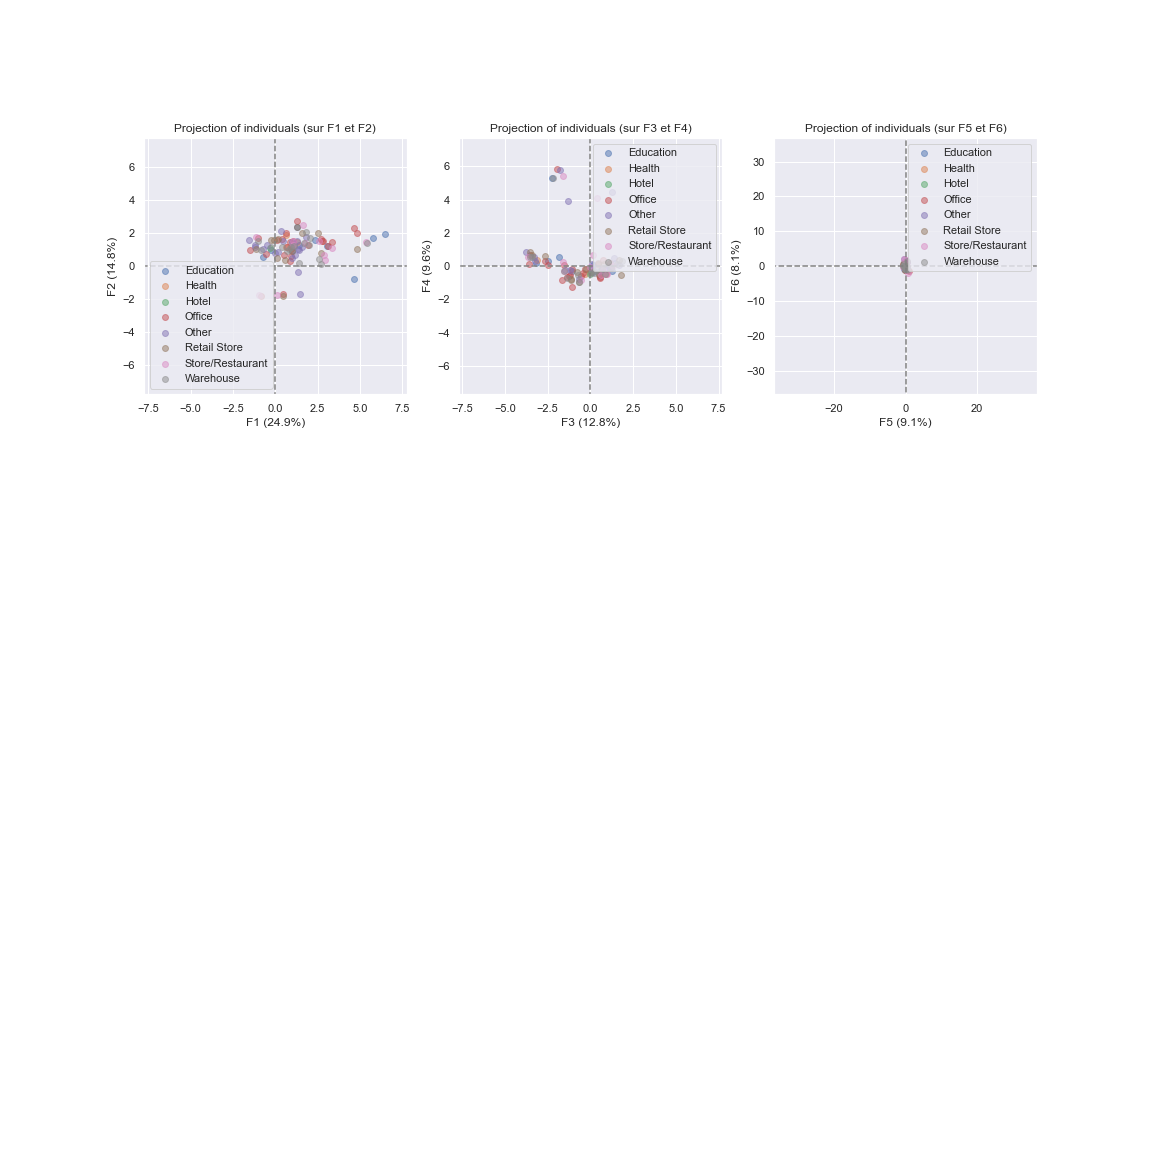 Projection of individuals (sur F1 et F2)
6
4
2
0
−2
−4
−6
F2 (14.8%)
Education
Health
Hotel
Office
Other
Retail Store
Store/Restaurant
Warehouse
−7.5 −5.0 −2.5 0.0 2.5 5.0 7.5
F1 (24.9%)
Projection of individuals (sur F3 et F4)
6
4
2
0
−2
−4
−6
F4 (9.6%)
Education
Health
Hotel
Office
Other
Retail Store
Store/Restaurant
Warehouse
−7.5 −5.0 −2.5 0.0 2.5 5.0 7.5
F3 (12.8%)
Projection of individuals (sur F5 et F6)
30
20
10
0
−10
−20
−30
F6 (8.1%)
Education
Health
Hotel
Office
Other
Retail Store
Store/Restaurant
Warehouse
−20 0 20
F5 (9.1%)